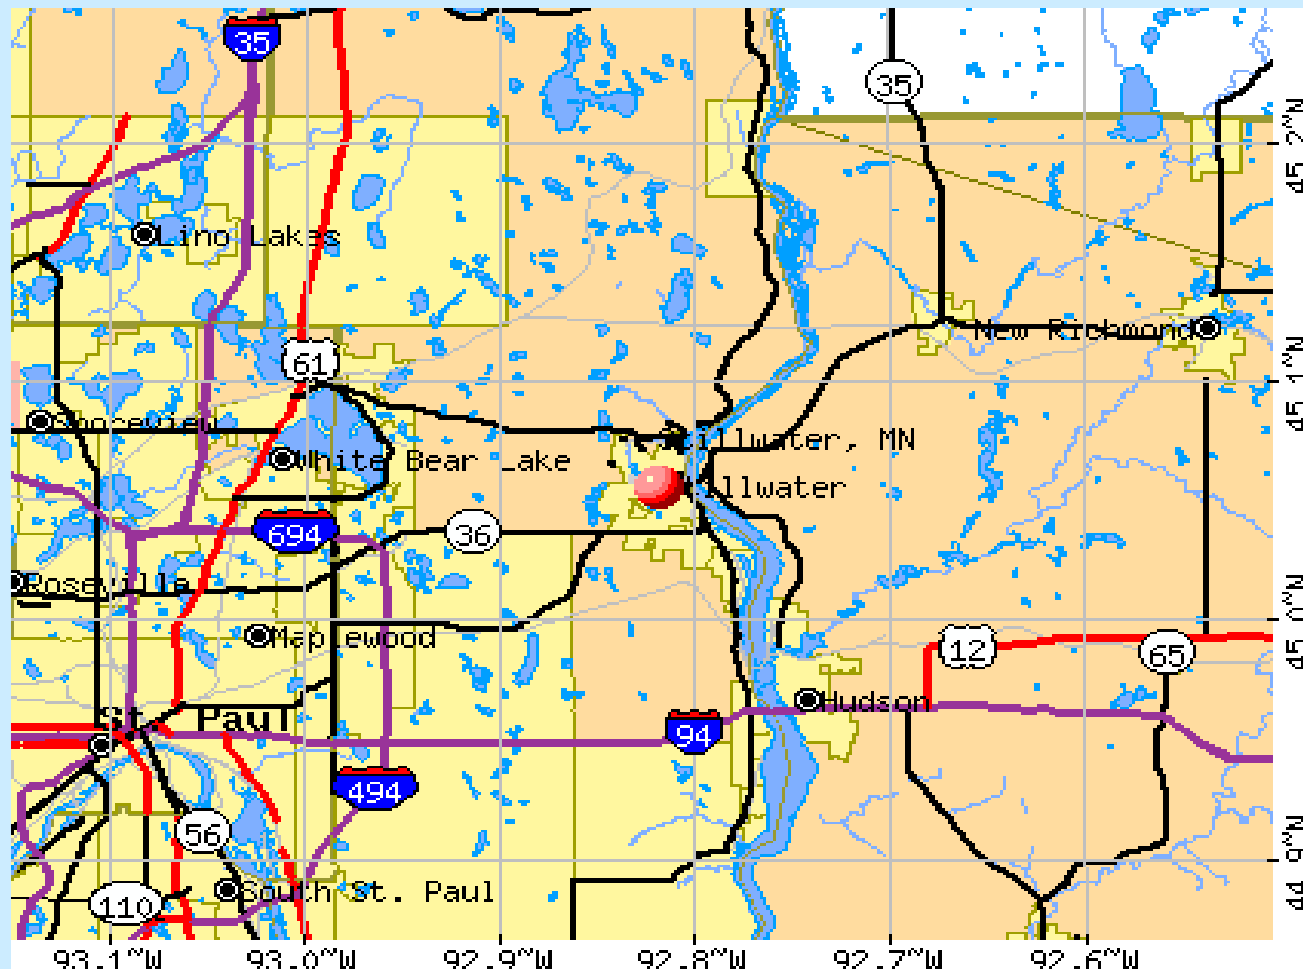 35
35
45.2°N
Lino Lakes
New Richmond
61
45.1°N
Shoreview
Stillwater, MN
White Bear Lake
Stillwater
694
36
Roseville
Maplewood
45.0°N
12
65
Hudson
St. Paul
94
494
56
44.9°N
South St. Paul
110
93.1°W 93.0°W 92.9°W 92.8°W 92.7°W 92.6°W